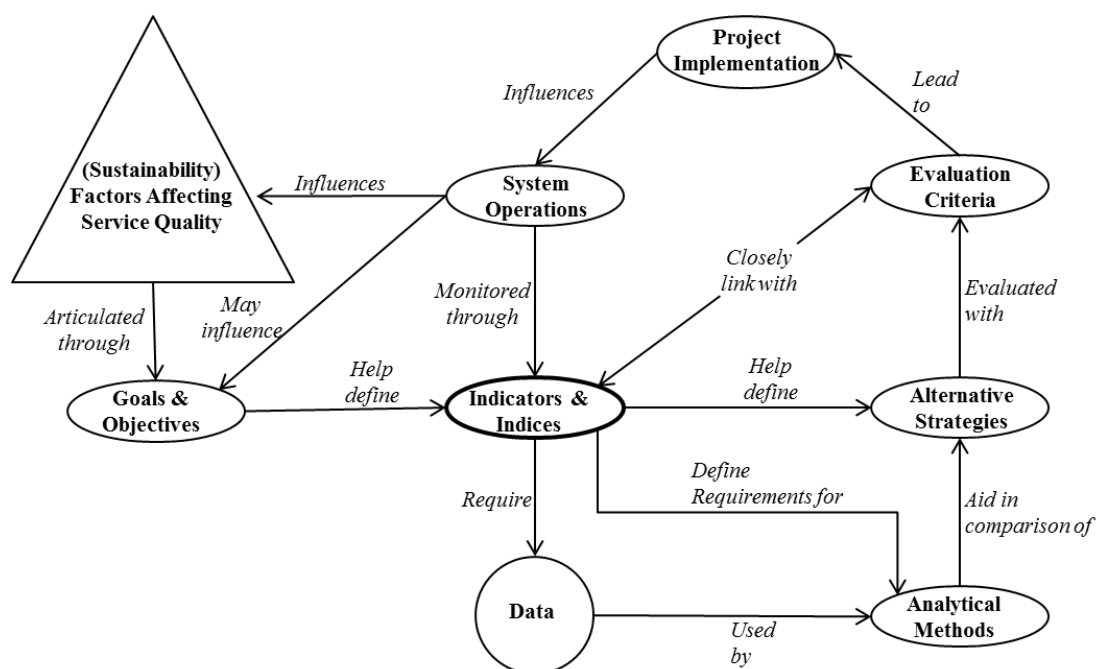 Project
Implementation
Lead
to
Influences
(Sustainability)
Factors Affecting
Service Quality
Influences
System
Operations
Evaluation
Criteria
Closely
link with
Monitored
through
Evaluated
with
Articulated
through
May
influence
Help
define
Help
define
Goals &
Objectives
Indicators &
Indices
Alternative
Strategies
Define
Requirements for
Require
Aid in
comparison of
Data
Used
by
Analytical
Methods